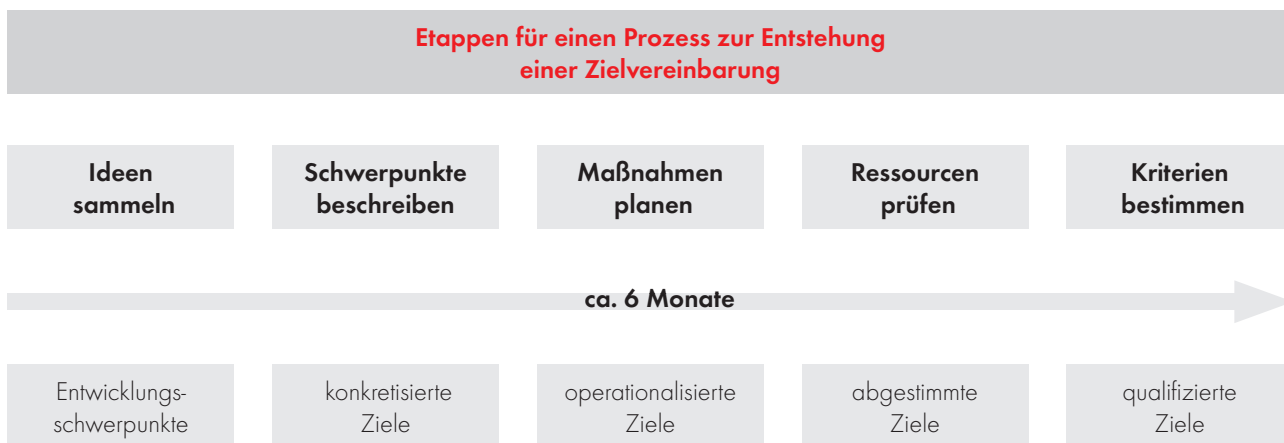 Etappen für einen Prozess zur Entstehung
einer Zielvereinbarung
Ideen
sammeln
Schwerpunkte
beschreiben
Maßnahmen
planen
Ressourcen
prüfen
Kriterien
bestimmen
ca. 6 Monate
Entwicklungs-
schwerpunkte
konkretisierte
Ziele
operationalisierte
Ziele
abgestimmte
Ziele
qualifizierte
Ziele